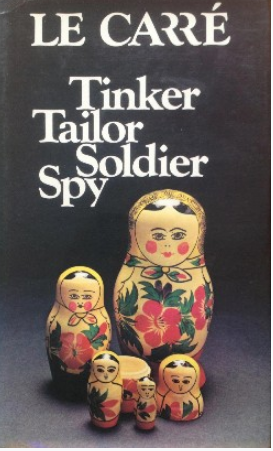 LE CARRÉ
Tinker
Tailor
Soldier
Spy